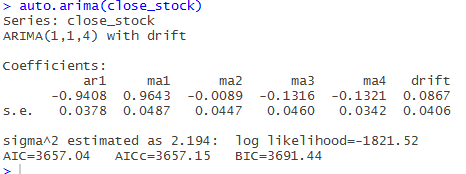 > auto.arima(close_stock)
Series: close_stock
ARIMA(1,1,4) with drift
Coefficients:
ar1 ma1 ma2 ma3 ma4 drift
-0.9408 0.9643 -0.0089 -0.1316 -0.1321 0.0867
s.e. 0.0378 0.0487 0.0447 0.0460 0.0342 0.0406
sigma^2 estimated as 2.194: log likelihood=-1821.52
AIC=3657.04 AICc=3657.15 BIC=3691.44
>